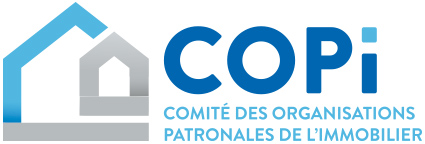 COPi
COMITÉ DES ORGANISATIONS
PATRONALES DE L'IMMOBILIER